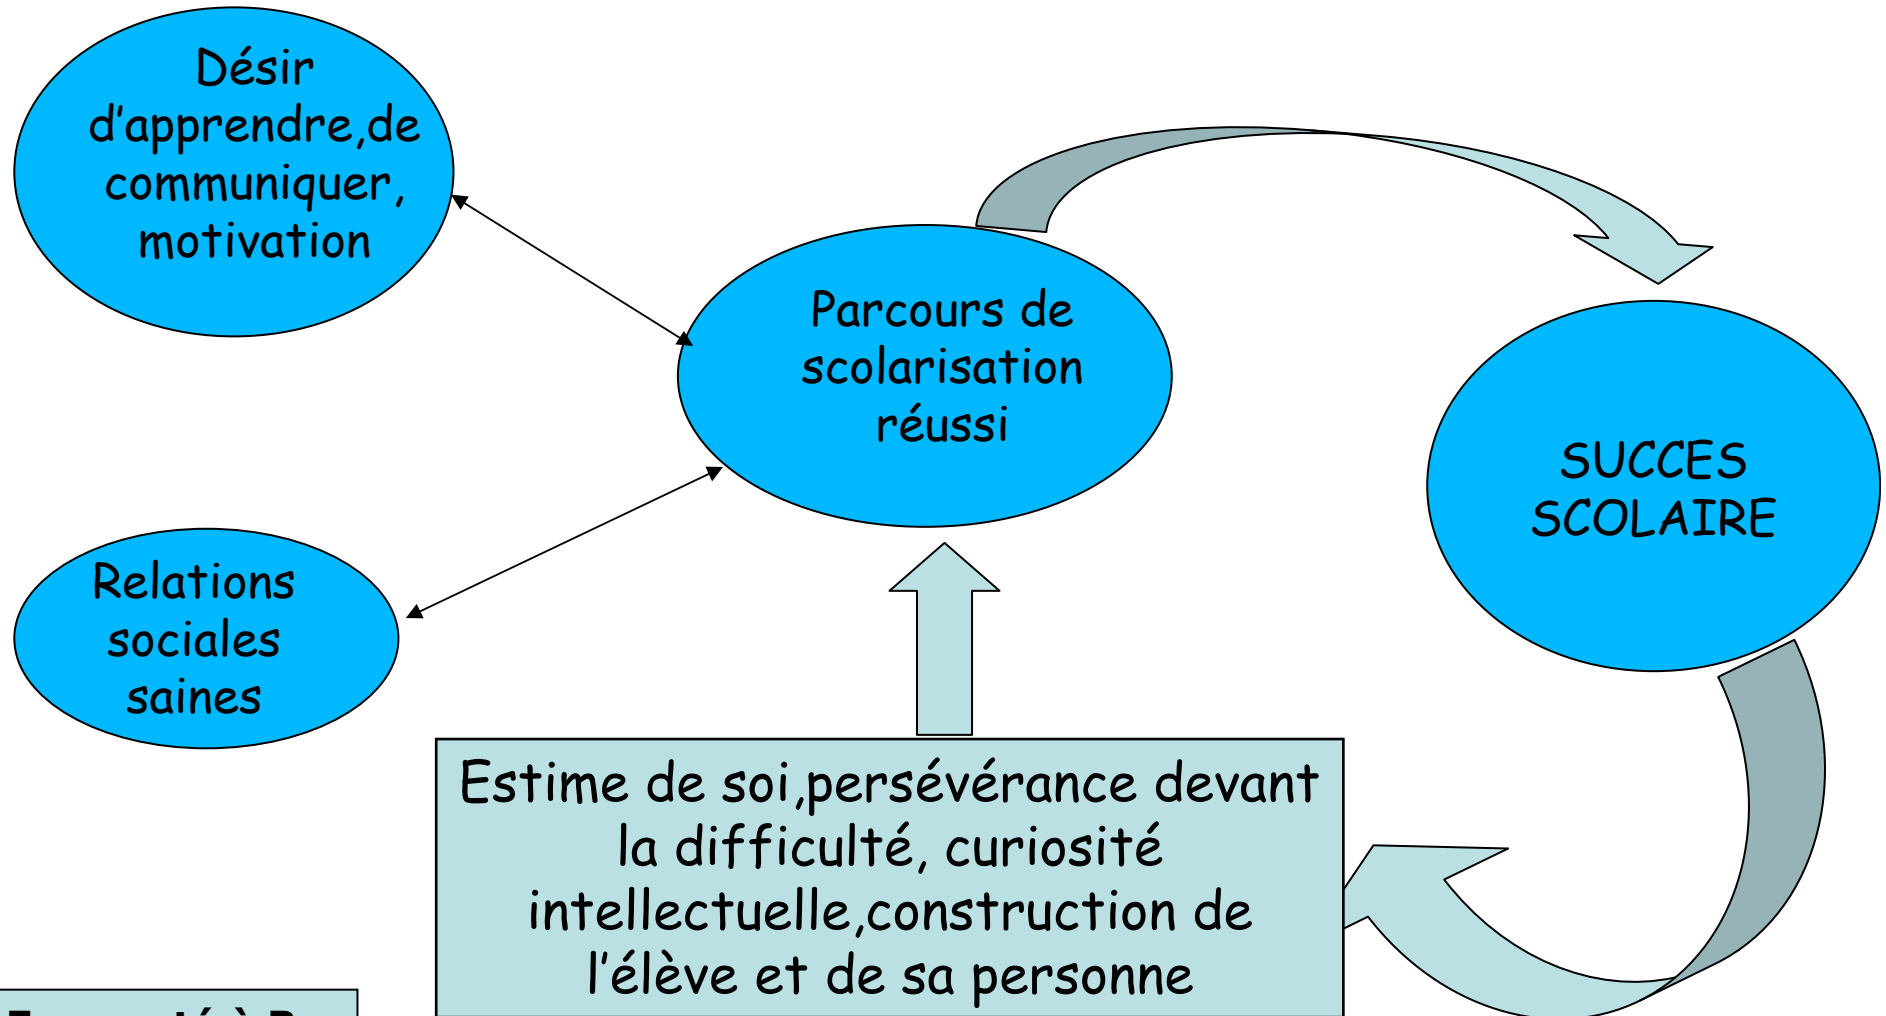 Désir
d'apprendre,de
communiquer,
motivation
Parcours de
scolarisation
réussi
SUCCES
SCOLAIRE
Relations
sociales
saines
Estime de soi,persévérance devant
la difficulté, curiosité
intellectuelle,construction de
l'élève et de sa personne